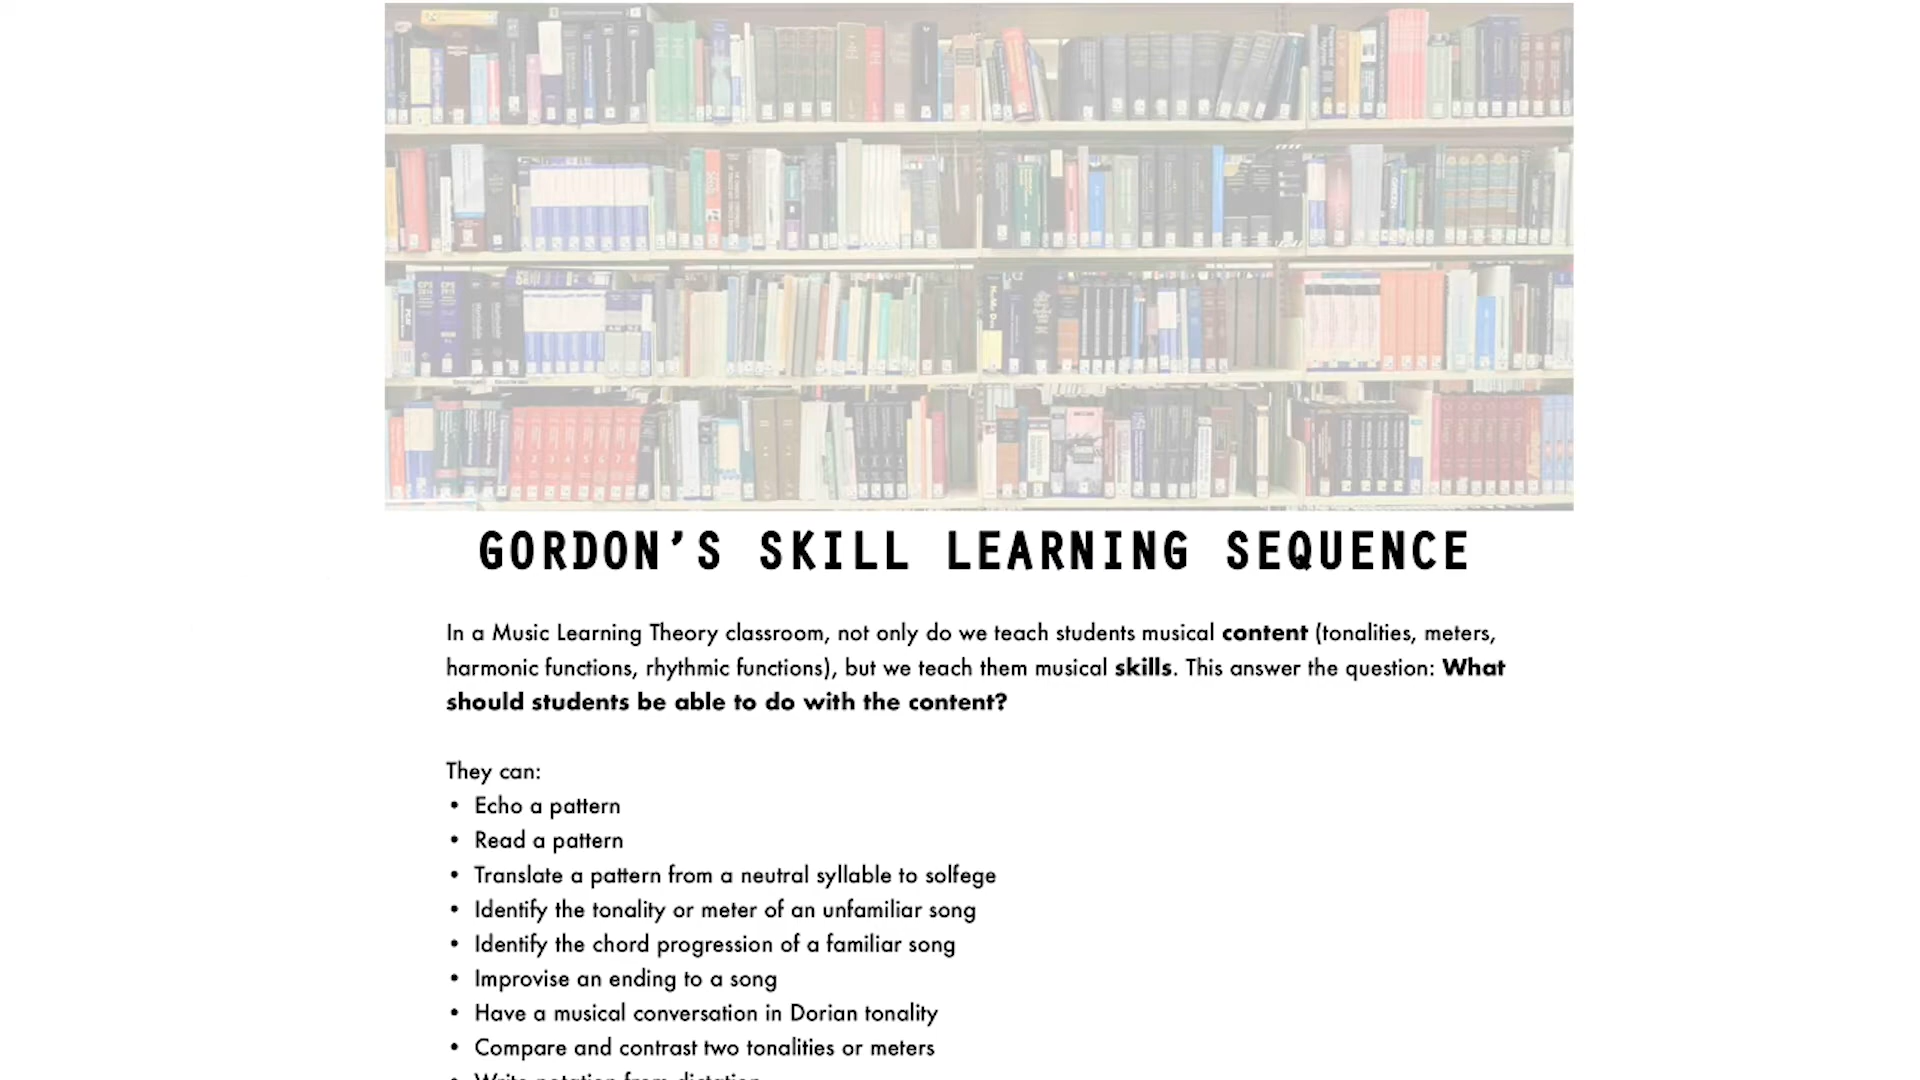 GORDON'S SKILL LEARNING SEQUENCE
In a Music Learning Theory classroom, not only do we teach students musical content (tonalities, meters,
harmonic functions, rhythmic functions), but we teach them musical skills. This answer the question: What
should students be able to do with the content?
They can:
• Echo a pattern
• Read a pattern
• Translate a pattern from a neutral syllable to solfege
• Identify the tonality or meter of an unfamiliar song
• Identify the chord progression of a familiar song
• Improvise an ending to a song
• Have a musical conversation in Dorian tonality
• Compare and contrast two tonalities or meters
• Write notation from dictation